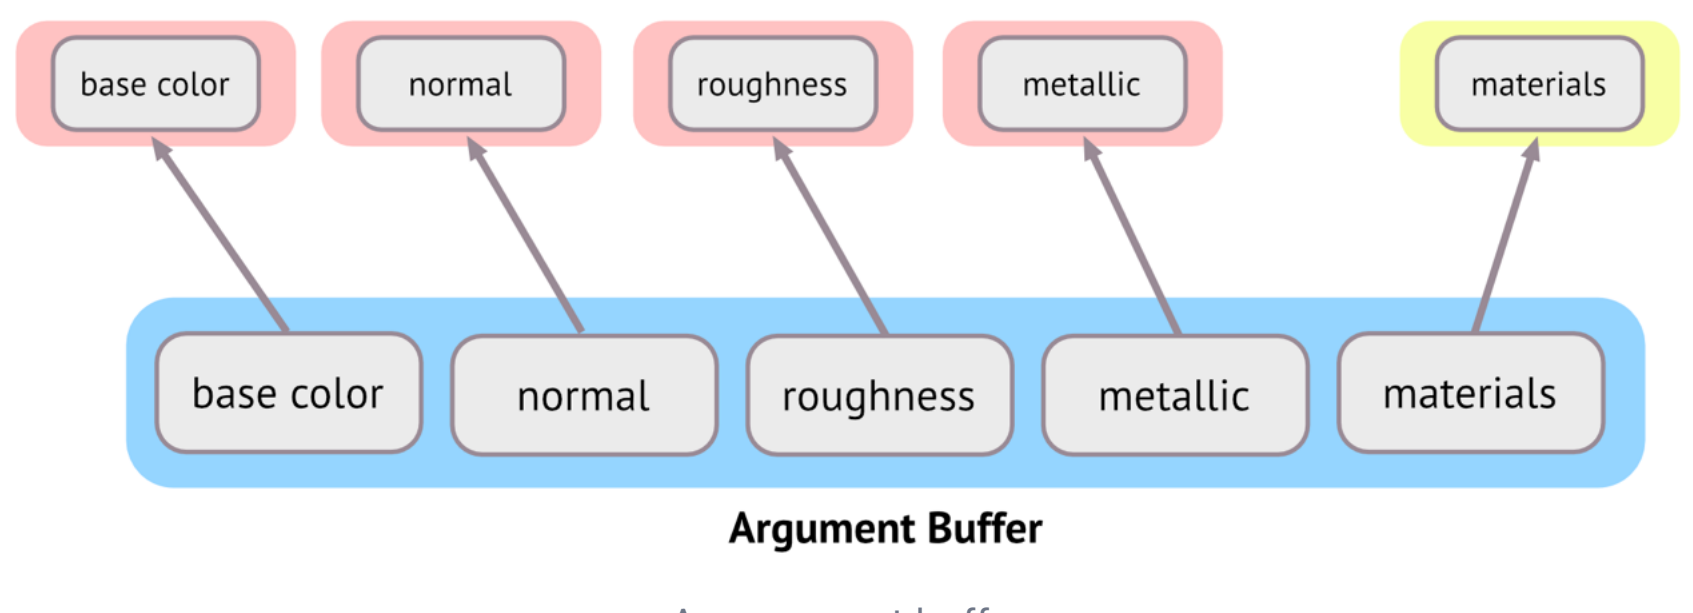 base color
normal
roughness
metallic
materials
base color
normal
roughness
metallic
materials
Argument Buffer